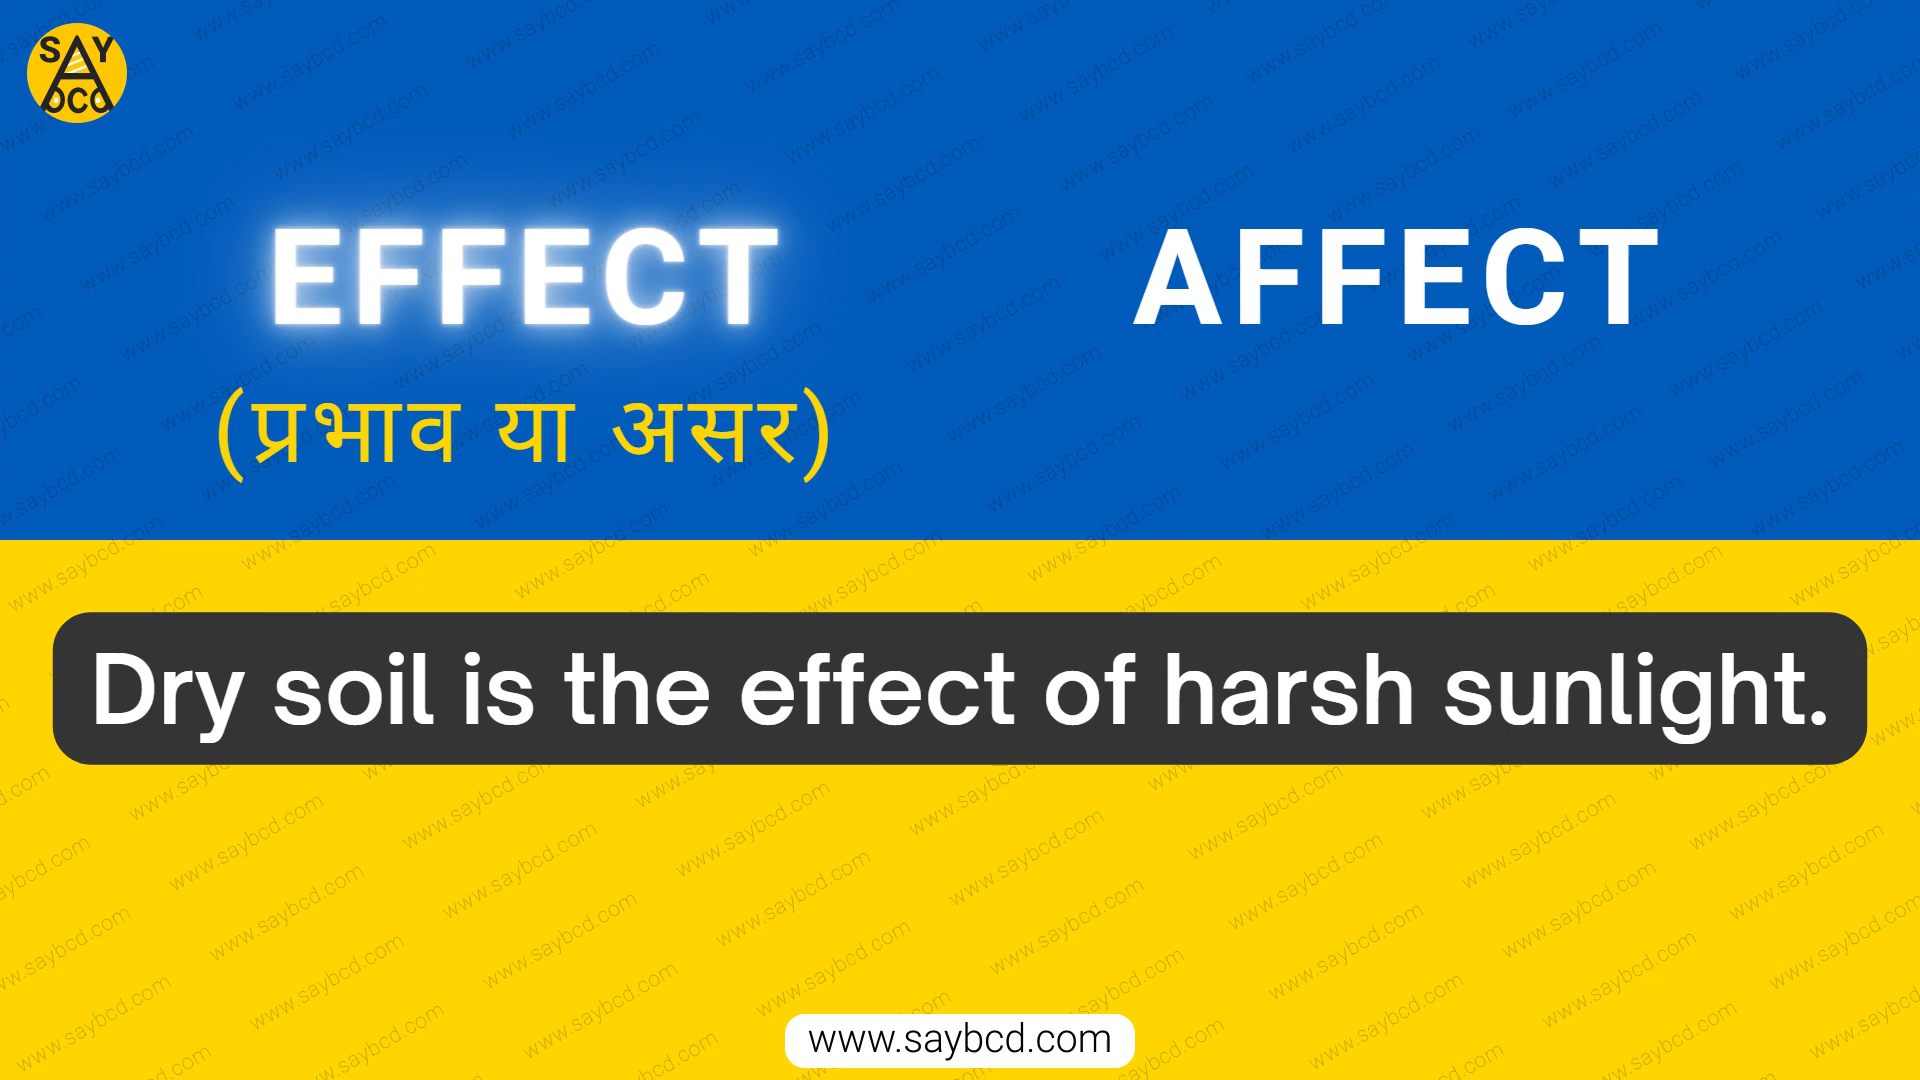 SAY
BCD
EFFECT
AFFECT
(प्रभाव या असर)
Dry soil is the effect of harsh sunlight.
www.saybcd.com